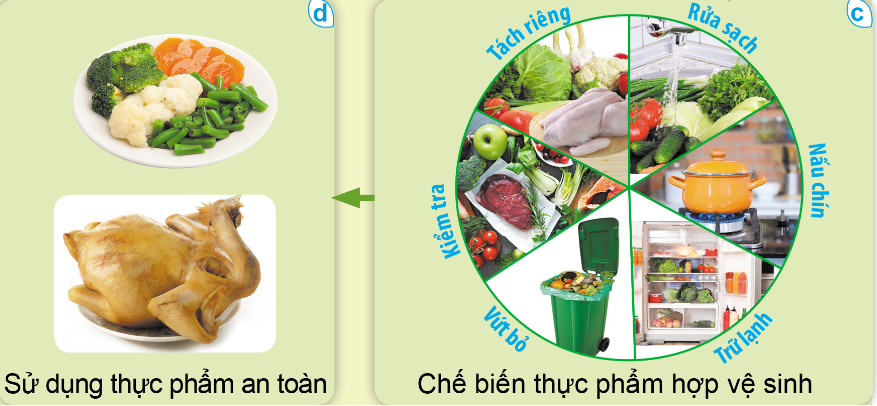 d
Sử dụng thực phẩm an toàn
c
Tách riêng
Rửa sạch
Nấu chín
Trữ lạnh
Vứt bỏ
Kiểm tra
Chế biến thực phẩm hợp vệ sinh